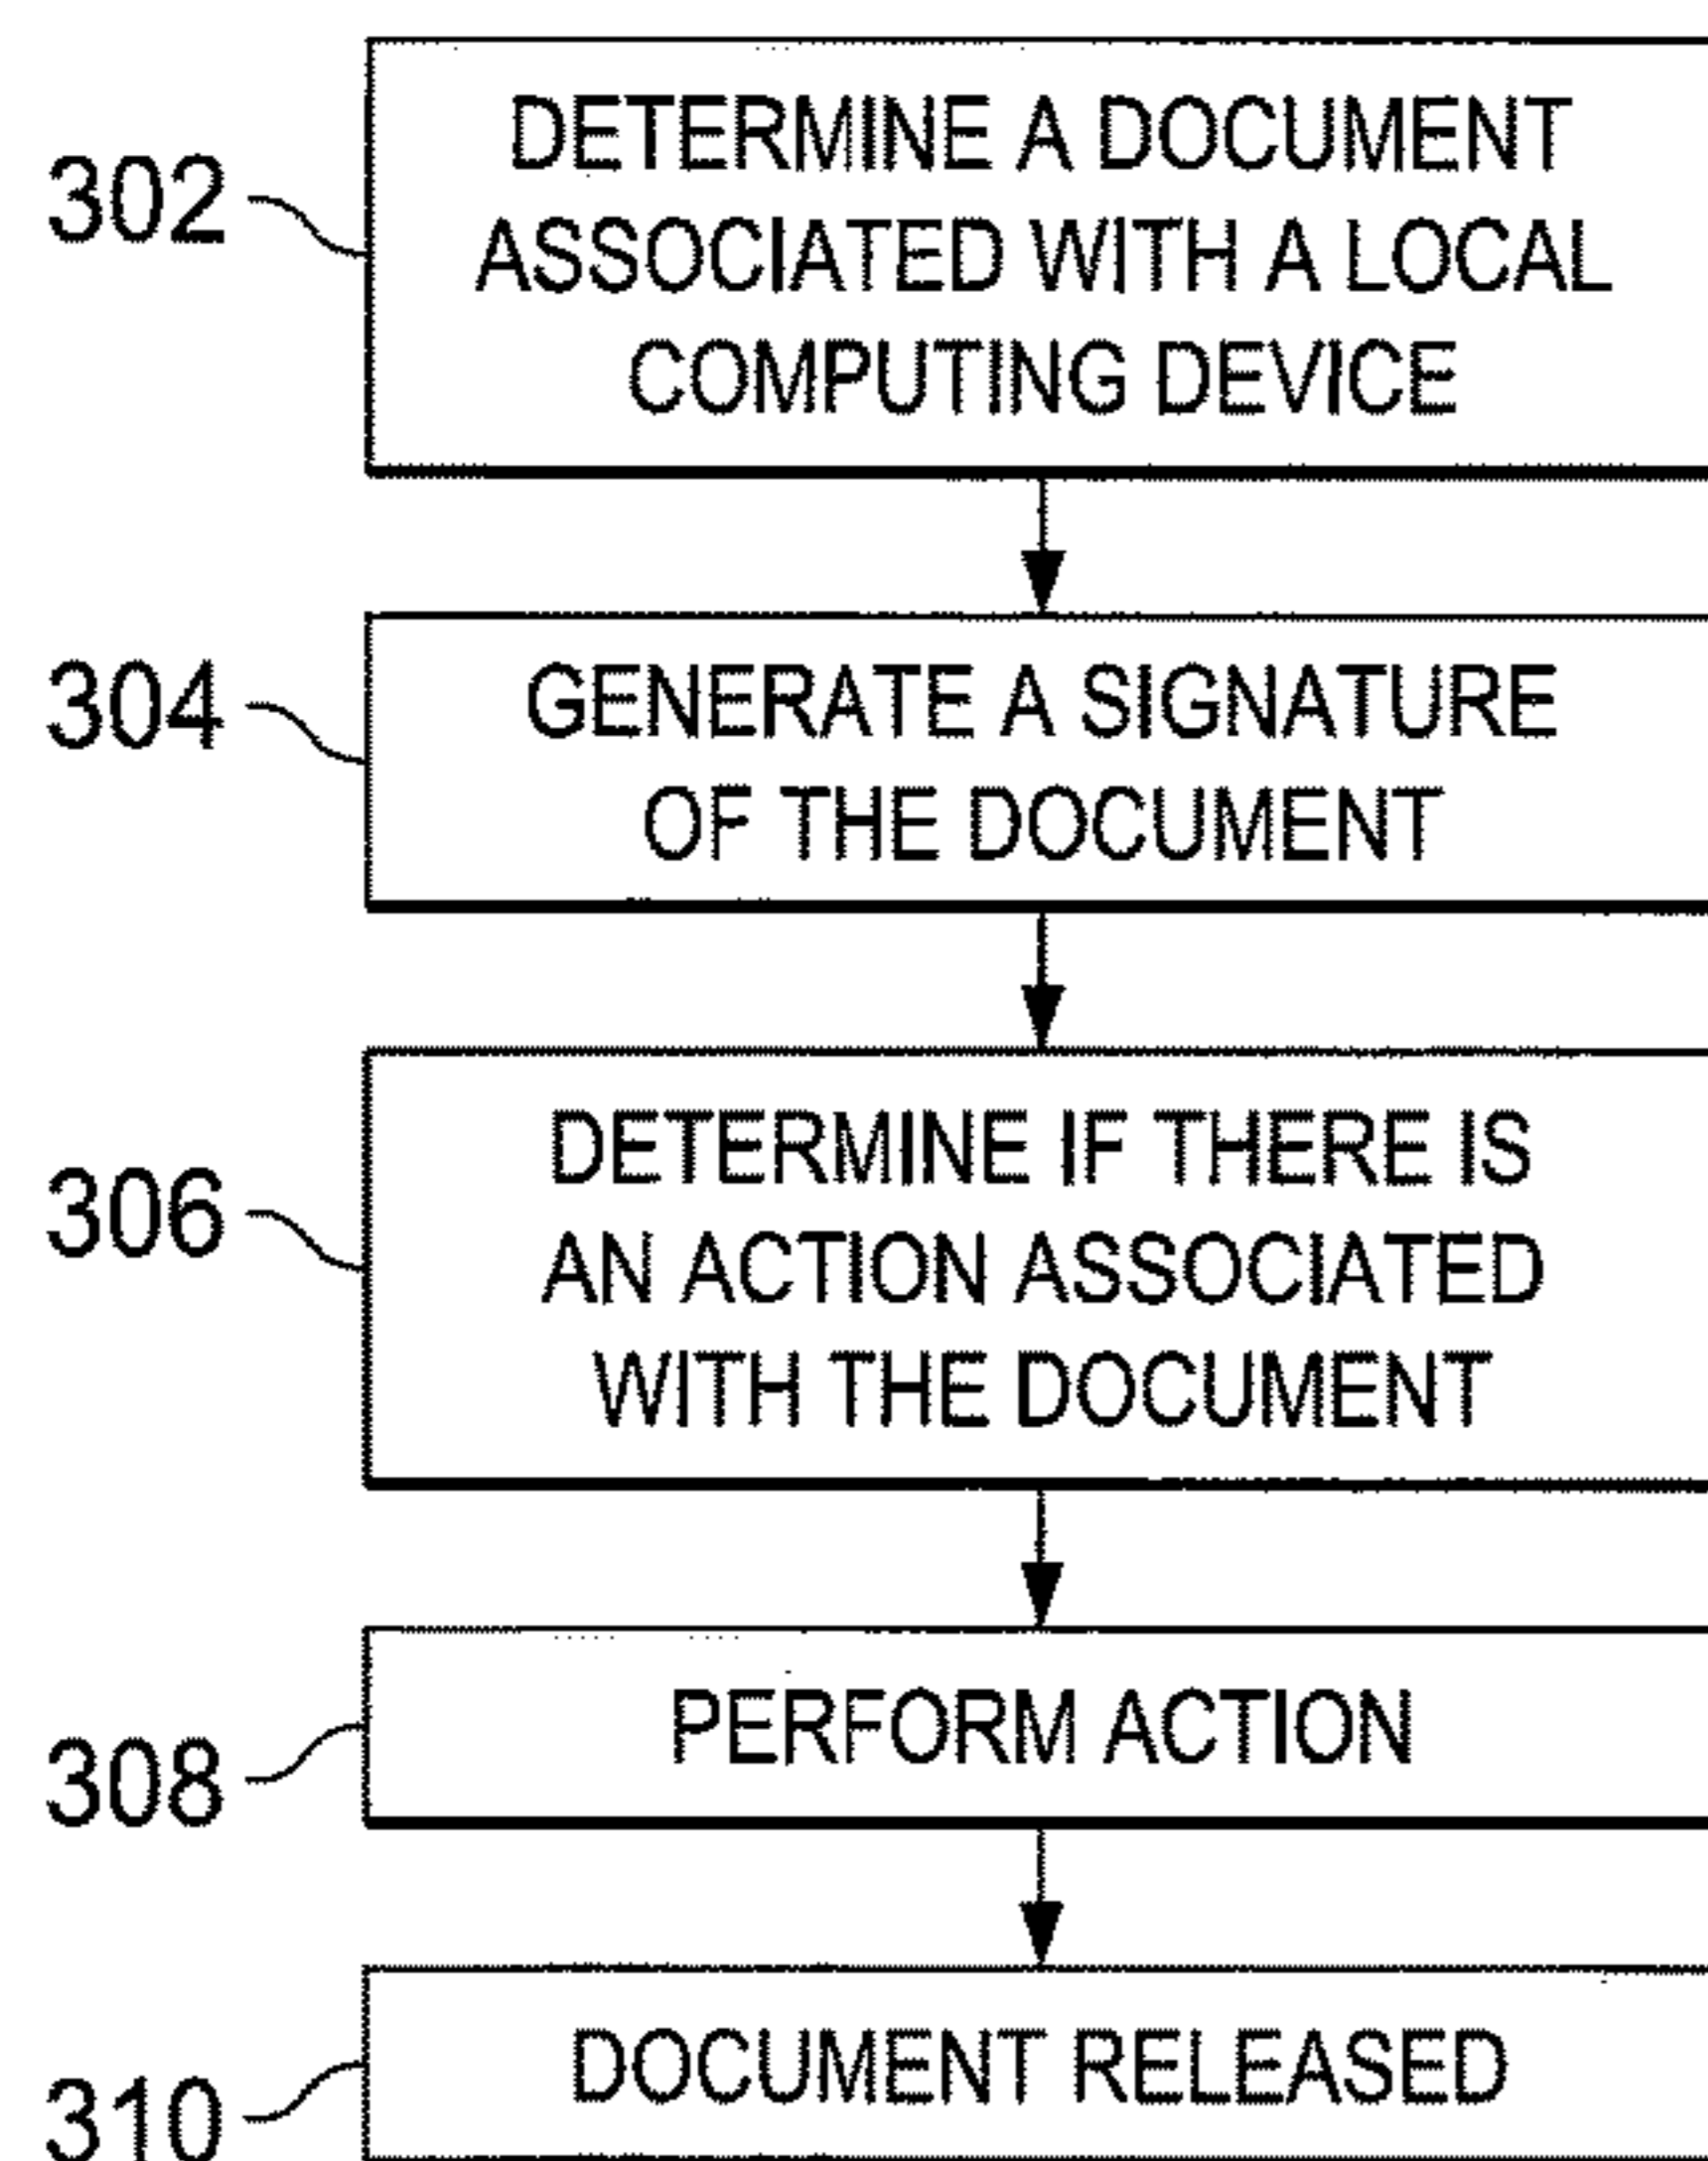 302
DETERMINE A DOCUMENT
ASSOCIATED WITH A LOCAL
COMPUTING DEVICE
304
GENERATE A SIGNATURE
OF THE DOCUMENT
306
DETERMINE IF THERE IS
AN ACTION ASSOCIATED
WITH THE DOCUMENT
308
PERFORM ACTION
310
DOCUMENT RELEASED